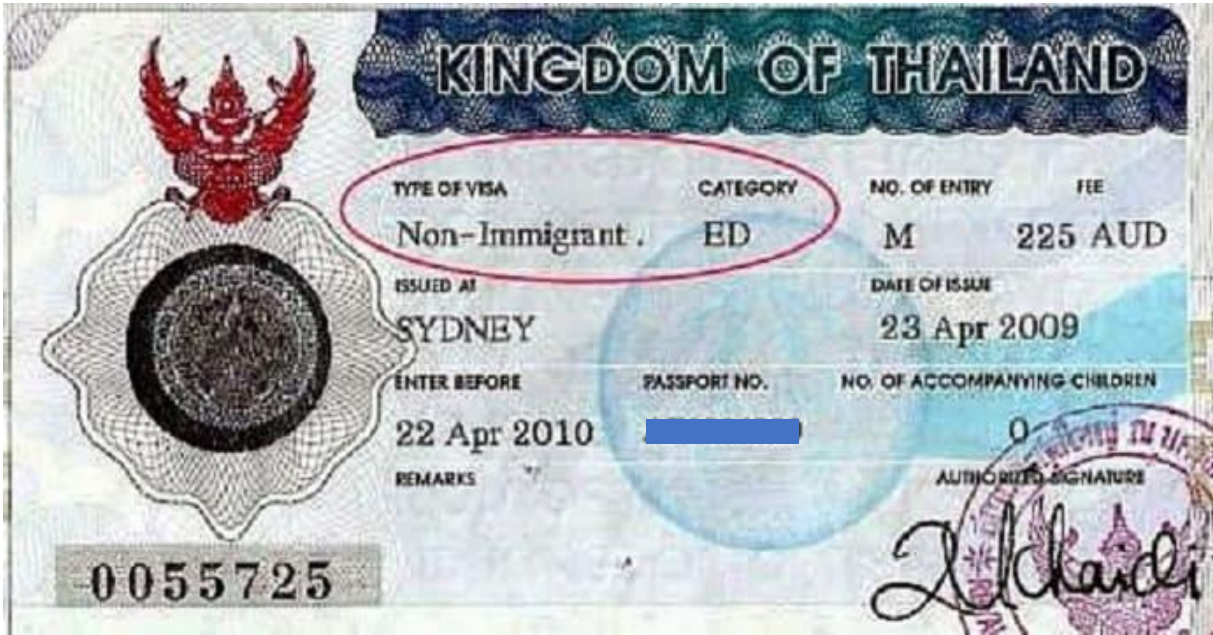 KINGDOM OF THAILAND
TYPE OF VISA CATEGORY NO. OF ENTRY FEE
Non-Immigrant . ED M 225 AUD
ISSUED AT DATE OF ISSUE
SYDNEY 23 Apr 2009
ENTER BEFORE PASSPORT NO. NO. OF ACCOMPANYING CHILDREN
22 Apr 2010 0
REMARKS AUTHORIZED SIGNATURE
0055725